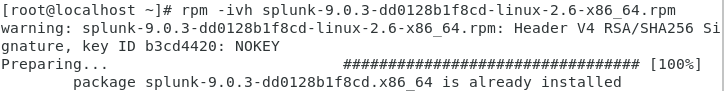 [root@localhost ~]# rpm -ivh splunk-9.0.3-dd0128b1f8cd-linux-2.6-x86_64.rpm
warning: splunk-9.0.3-dd0128b1f8cd-linux-2.6-x86_64.rpm: Header V4 RSA/SHA256 Si
gnature, key ID b3cd4420: NOKEY
Preparing...                          ################################# [100%]
        package splunk-9.0.3-dd0128b1f8cd.x86_64 is already installed